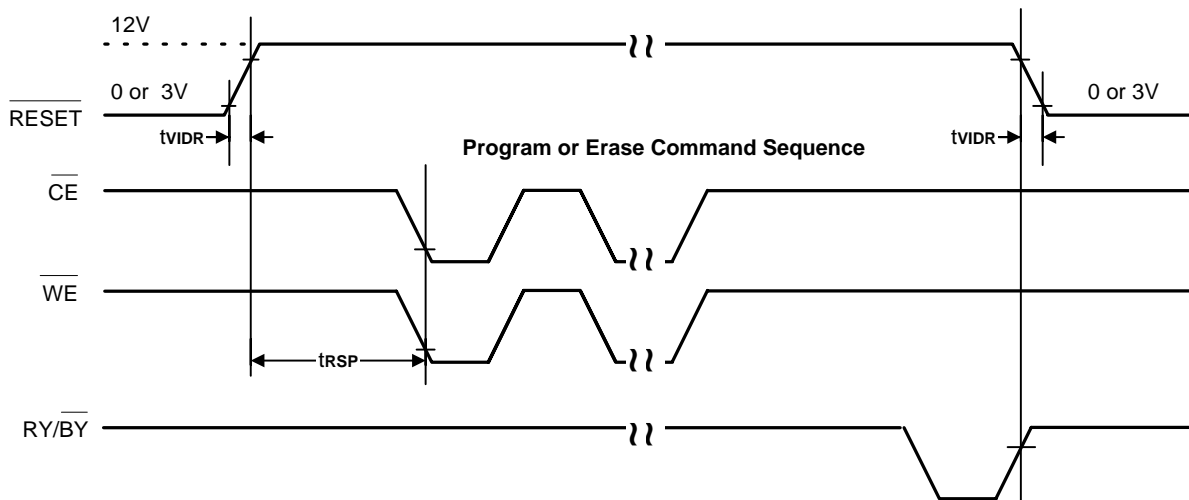 12V
0 or 3V
0 or 3V
RESET
tVIDR
tVIDR
Program or Erase Command Sequence
CE
WE
tRSP
RY/BY